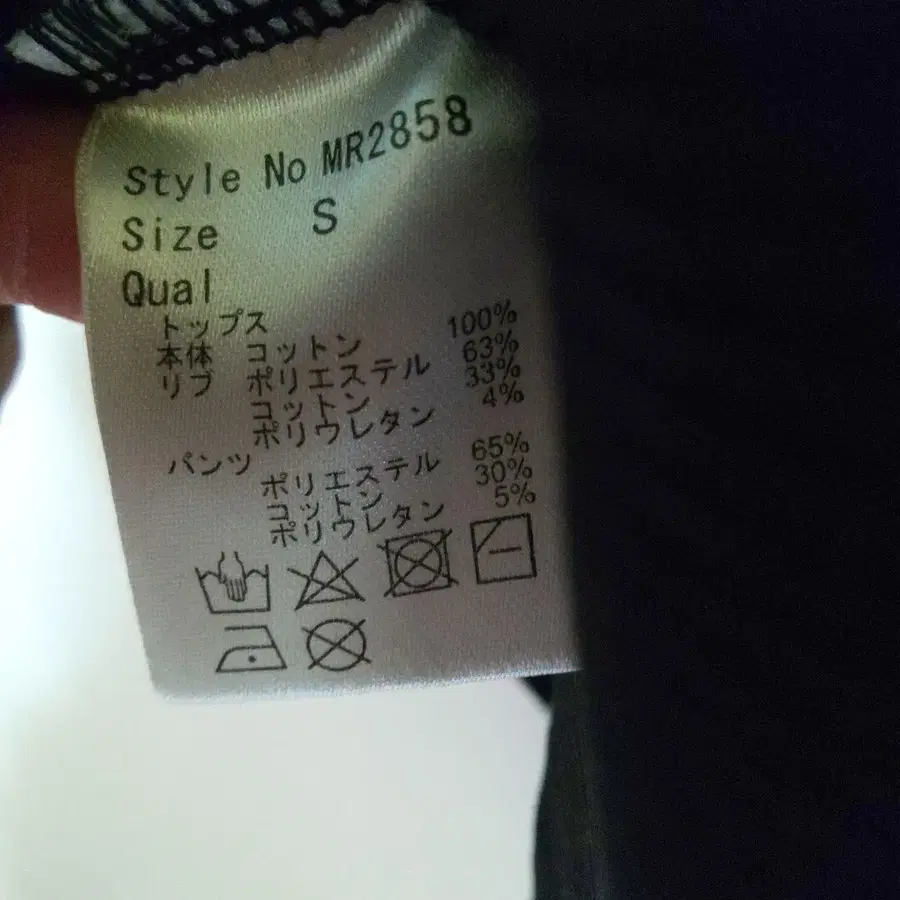 Style No MR2858
Size S
Qual
トップス
本体 コットン 100%
リブ ポリエステル 63%
コットン 33%
ポリウレタン 4%
パンツ
ポリエステル 65%
コットン 30%
ポリウレタン 5%